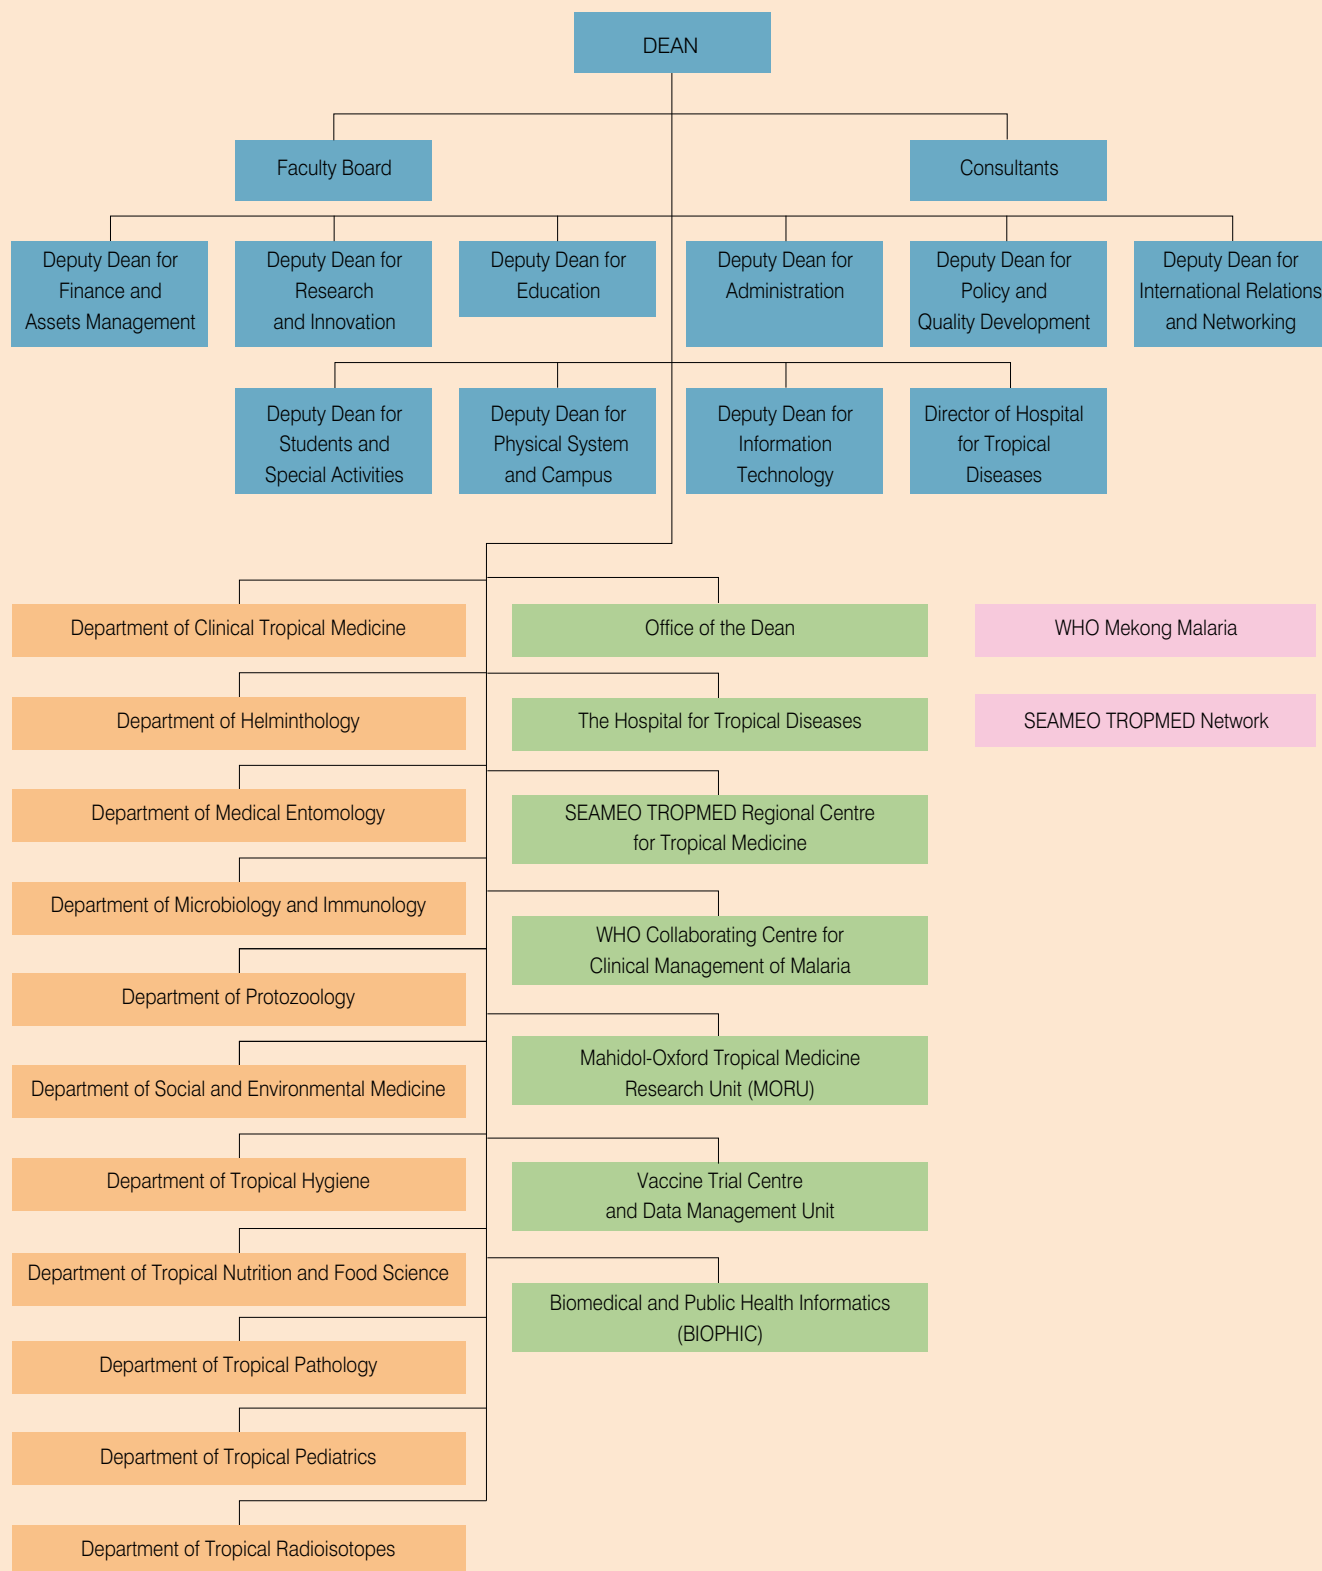 DEAN
Faculty Board
Consultants
Deputy Dean for
Finance and
Assets Management
Deputy Dean for
Research
and Innovation
Deputy Dean for
Education
Deputy Dean for
Administration
Deputy Dean for
Policy and
Quality Development
Deputy Dean for
International Relations
and Networking
Deputy Dean for
Students and
Special Activities
Deputy Dean for
Physical System
and Campus
Deputy Dean for
Information
Technology
Director of Hospital
for Tropical
Diseases
Department of Clinical Tropical Medicine
Department of Helminthology
Department of Medical Entomology
Department of Microbiology and Immunology
Department of Protozoology
Department of Social and Environmental Medicine
Department of Tropical Hygiene
Department of Tropical Nutrition and Food Science
Department of Tropical Pathology
Department of Tropical Pediatrics
Department of Tropical Radioisotopes
Office of the Dean
The Hospital for Tropical Diseases
SEAMEO TROPMED Regional Centre
for Tropical Medicine
WHO Collaborating Centre for
Clinical Management of Malaria
Mahidol-Oxford Tropical Medicine
Research Unit (MORU)
Vaccine Trial Centre
and Data Management Unit
Biomedical and Public Health Informatics
(BIOPHIC)
WHO Mekong Malaria
SEAMEO TROPMED Network